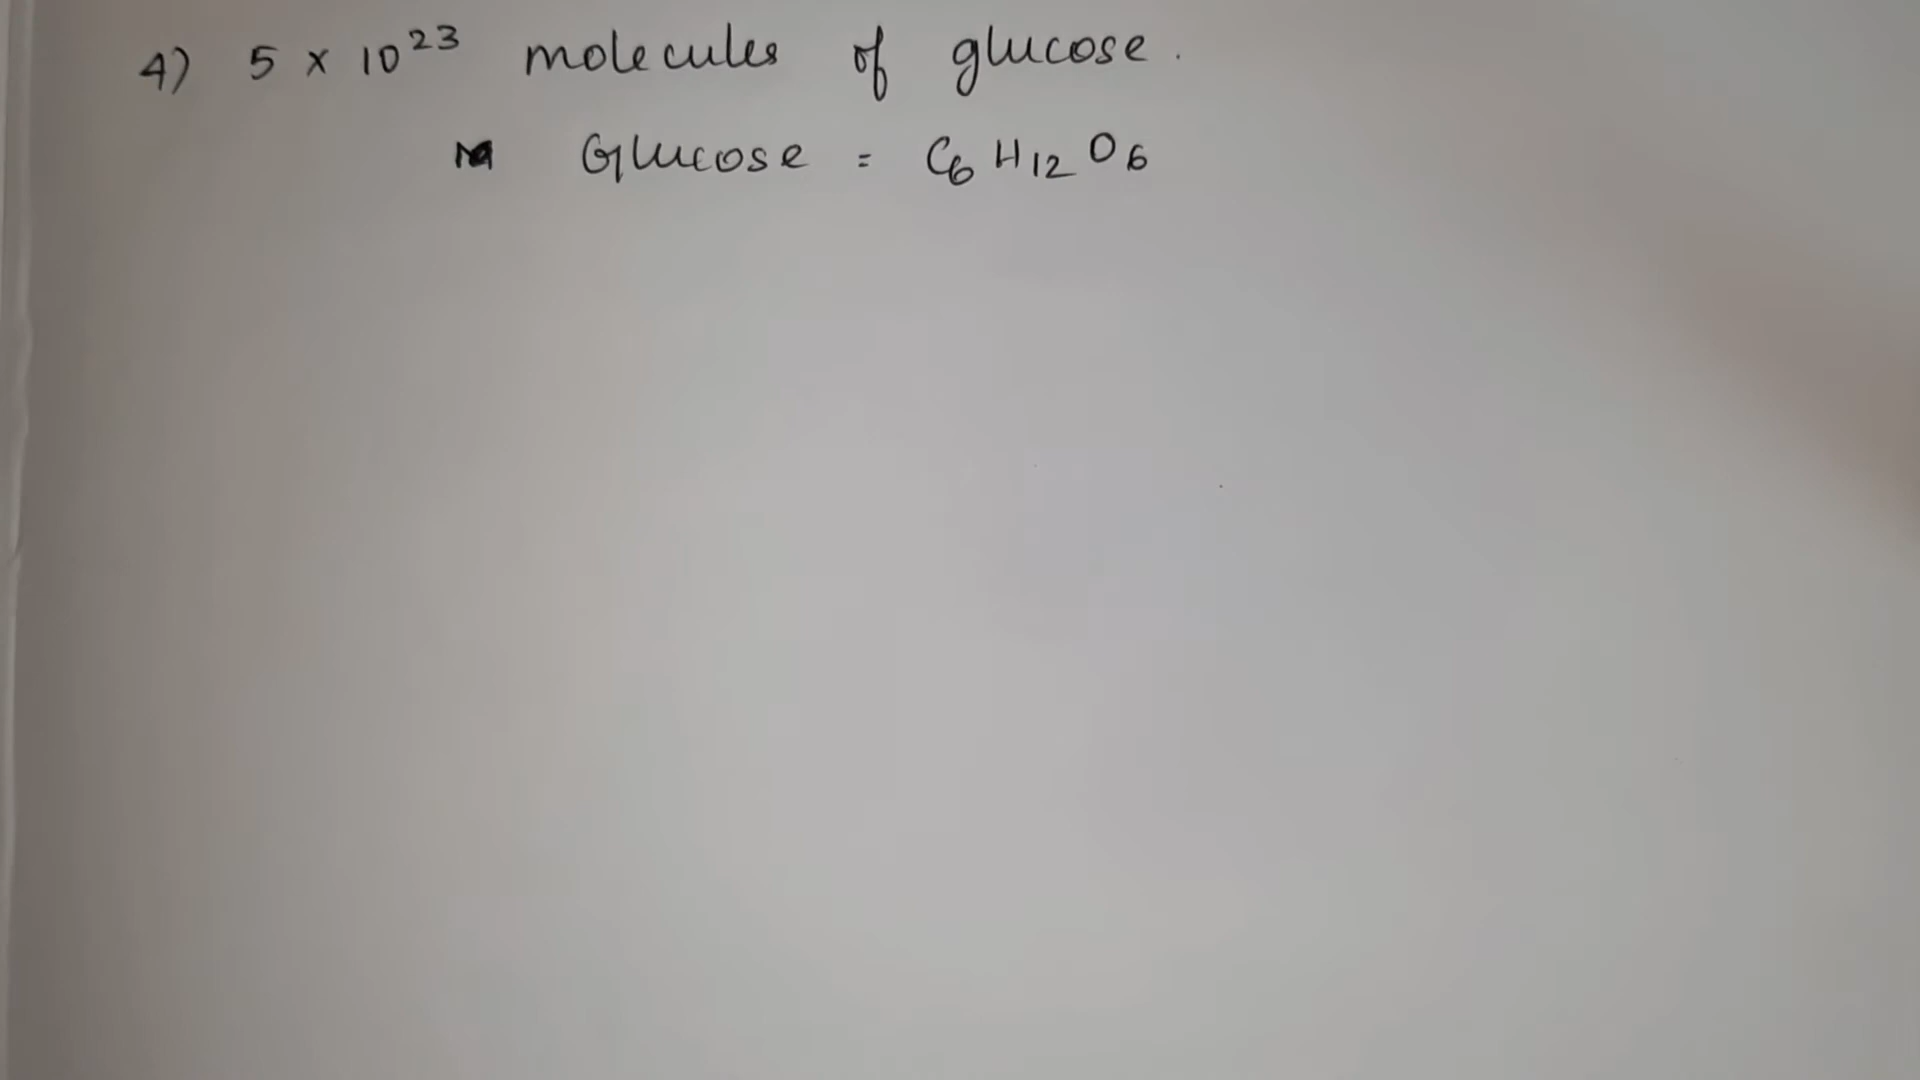 4) 5 × 10²³ molecules of glucose.
Glucose = C₆H₁₂O₆